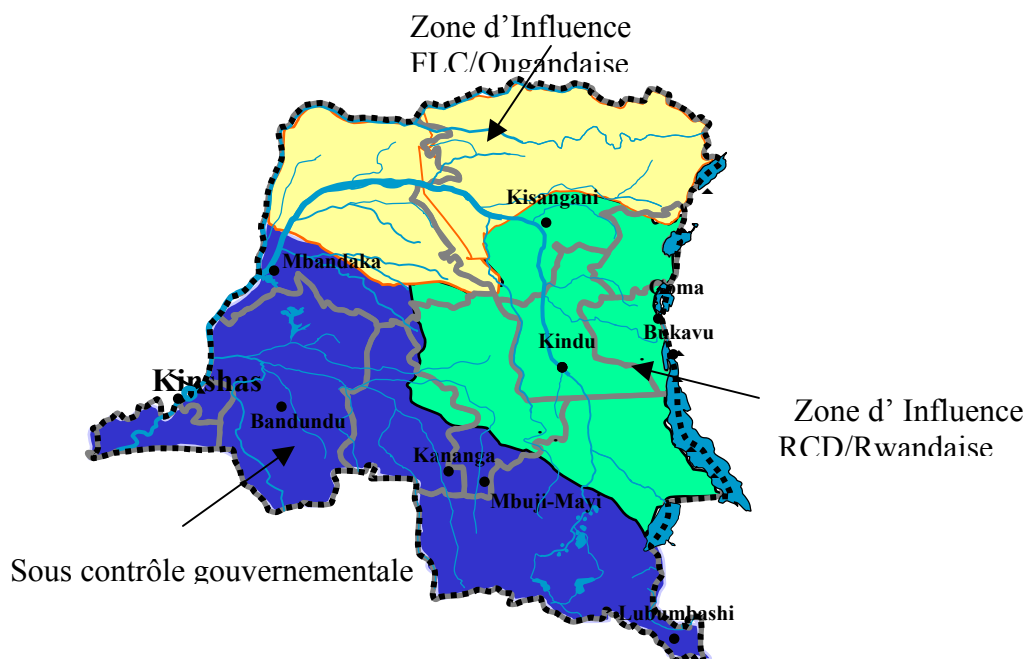 Zone d’Influence
FLC/Ougandaise
Kisangani
Mbandaka
Goma
Bukavu
Kindu
Kinshas
Bandundu
Zone d’ Influence
RCD/Rwandaise
Kananga
Mbuji-Mayi
Sous contrôle gouvernementale
Lubumbashi